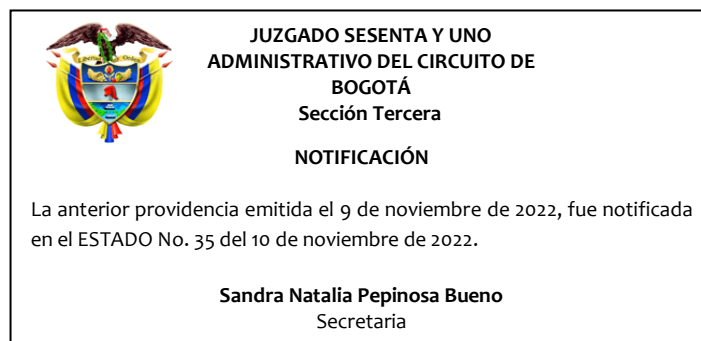 JUZGADO SESENTA Y UNO
ADMINISTRATIVO DEL CIRCUITO DE
BOGOTÁ
Sección Tercera
NOTIFICACIÓN
La anterior providencia emitida el 9 de noviembre de 2022, fue notificada
en el ESTADO No. 35 del 10 de noviembre de 2022.
Sandra Natalia Pepinosa Bueno
Secretaria